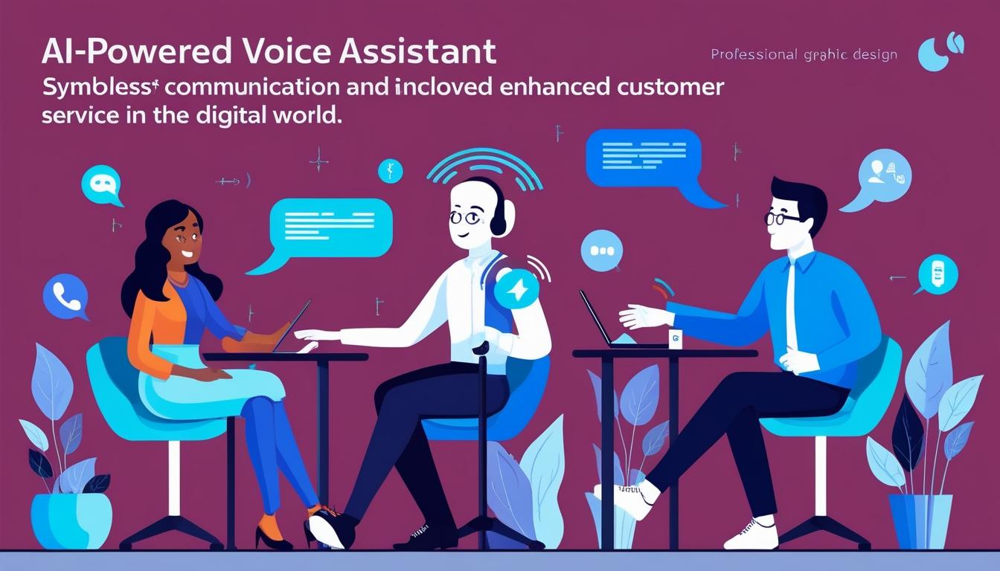 AI-Powered Voice Assistant
Professional graphic design
Symbless* communication and incloved enhanced customer
service in the digital world.